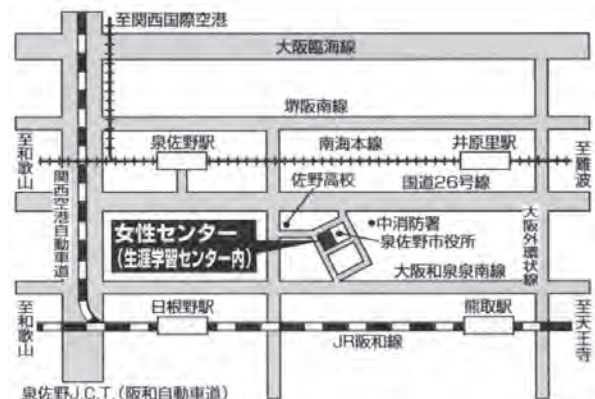 至関西国際空港
大阪臨海線
堺阪南線
至和歌山
泉佐野駅
南海本線
井原里駅
至難波
関西空港自動車道
佐野高校
国道26号線
女性センター
(生涯学習センター内)
•中消防署
泉佐野市役所
大阪外環状線
大阪和泉泉南線
至和歌山
日根野駅
熊取駅
至天王寺
JR阪和線
泉佐野J.C.T.(阪和自動車道)